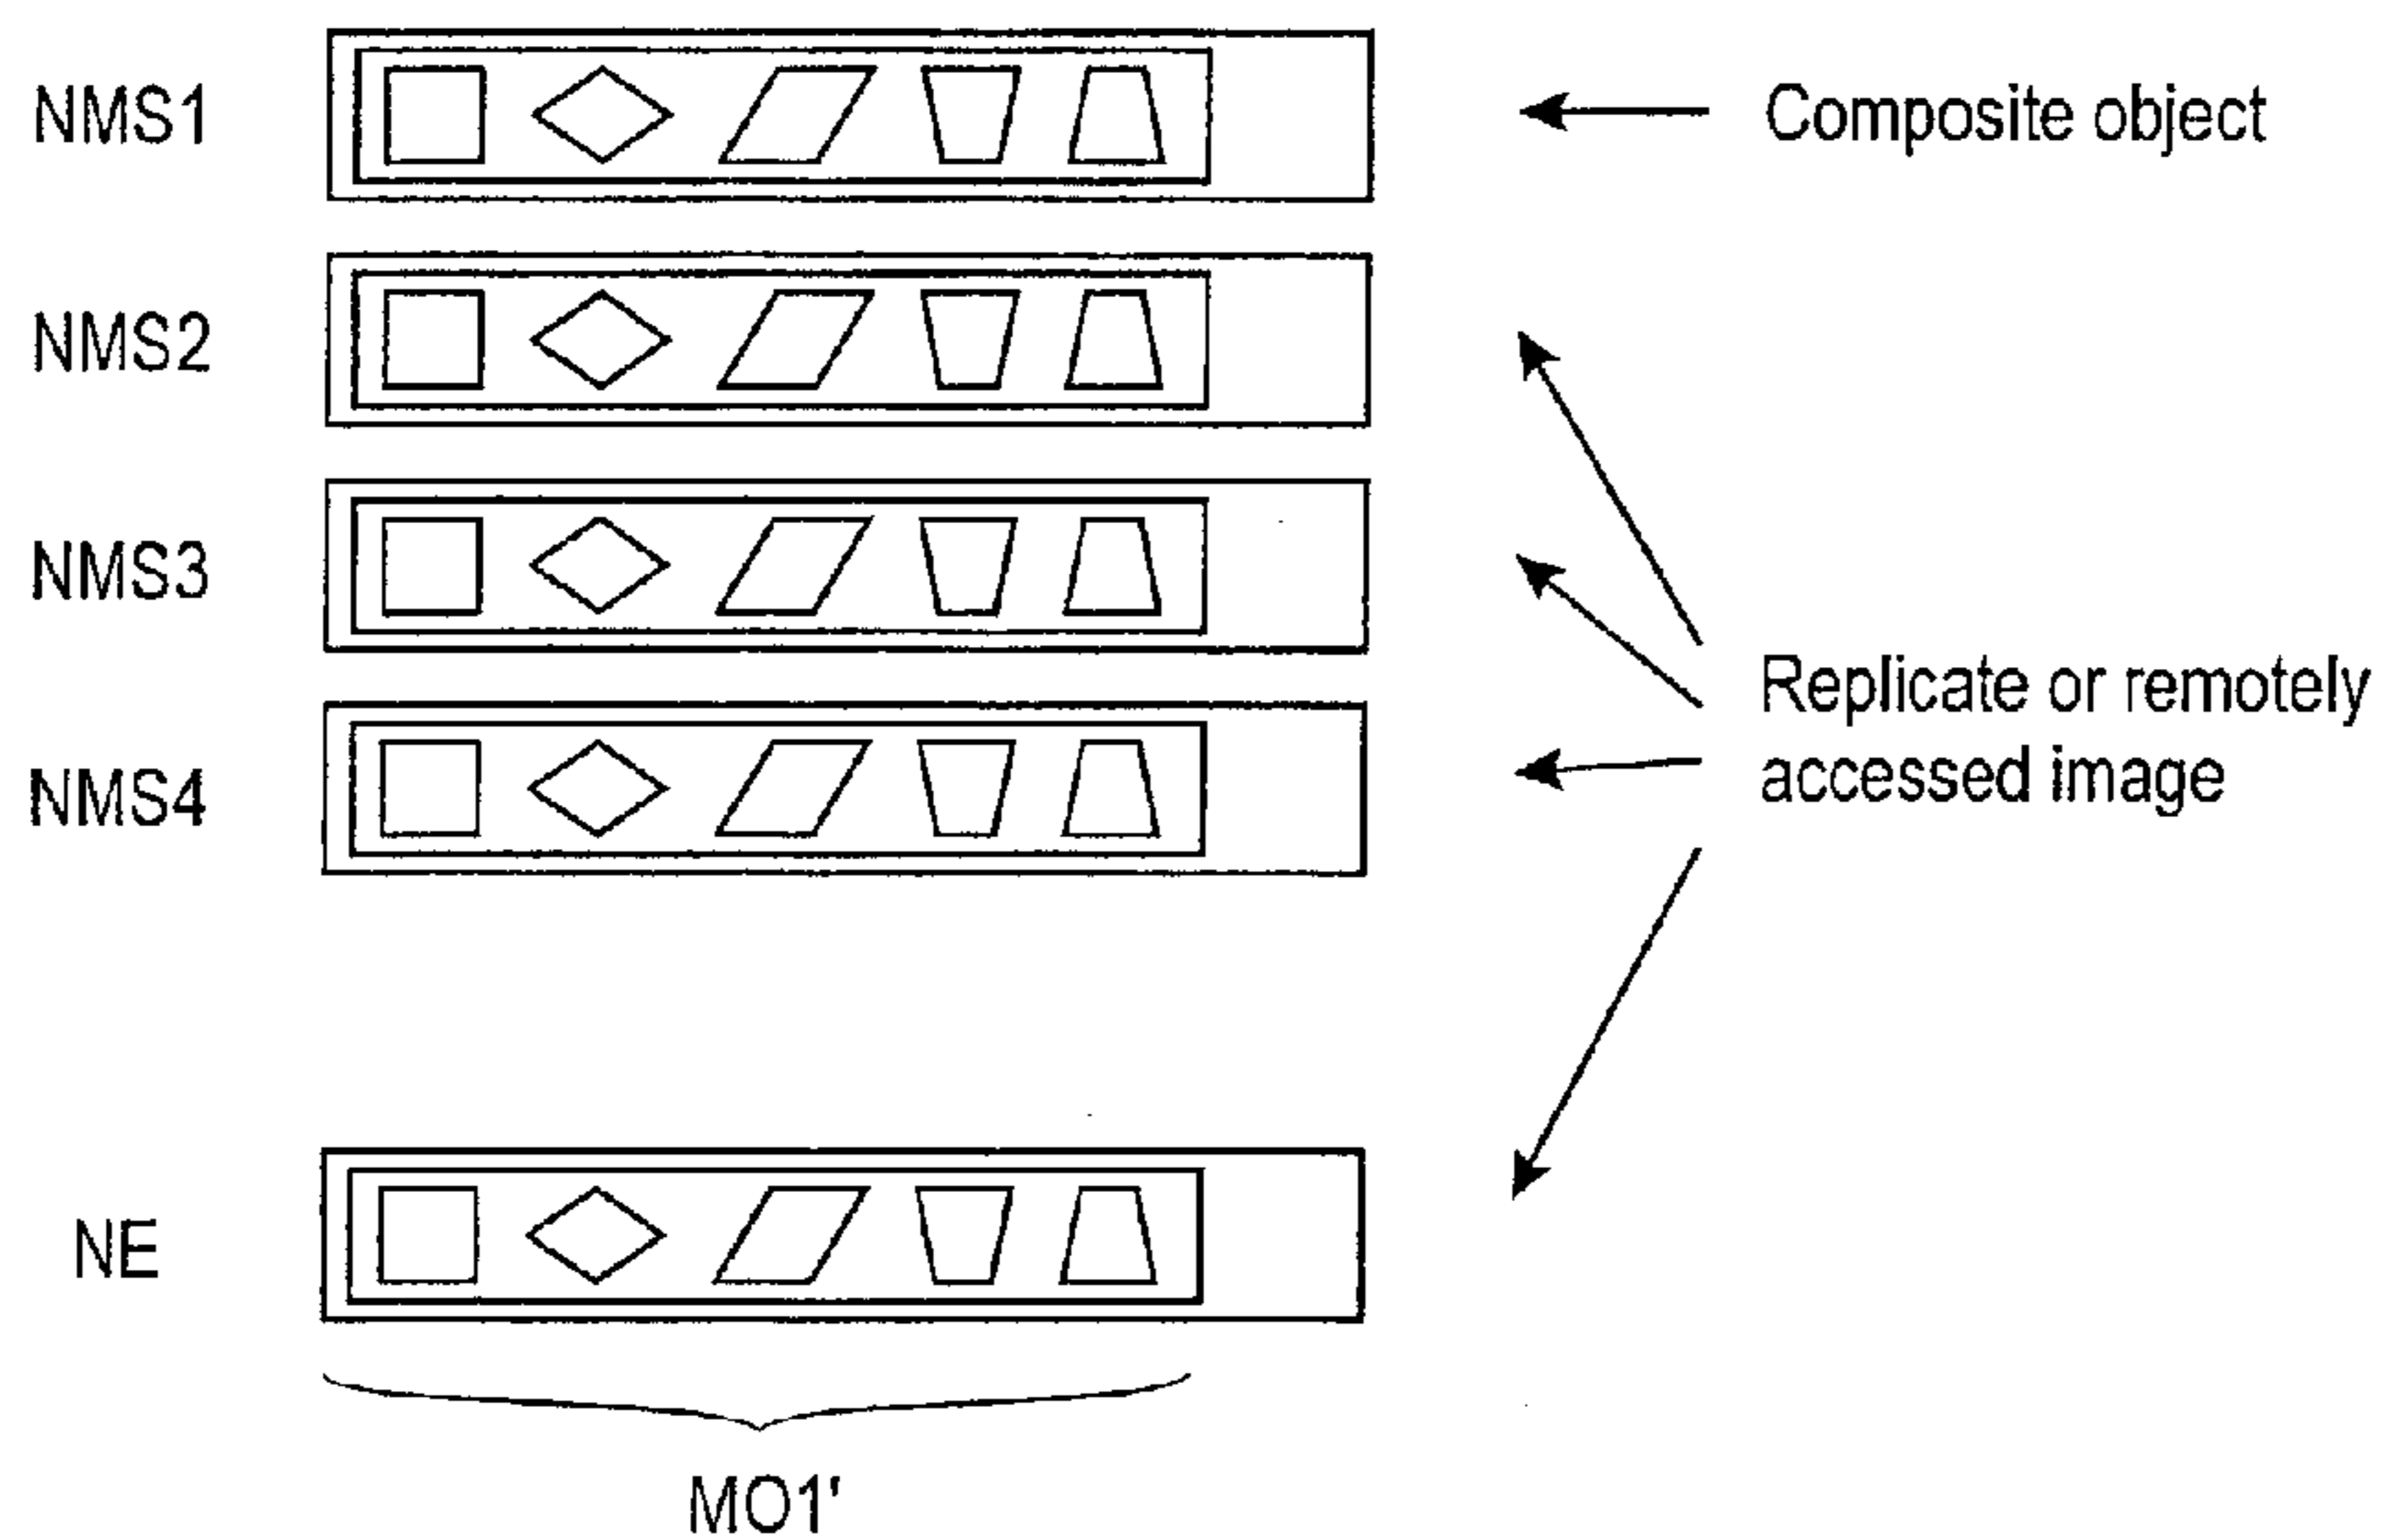 NMS1
Composite object
NMS2
NMS3
Replicate or remotely
accessed image
NMS4
NE
MO1'